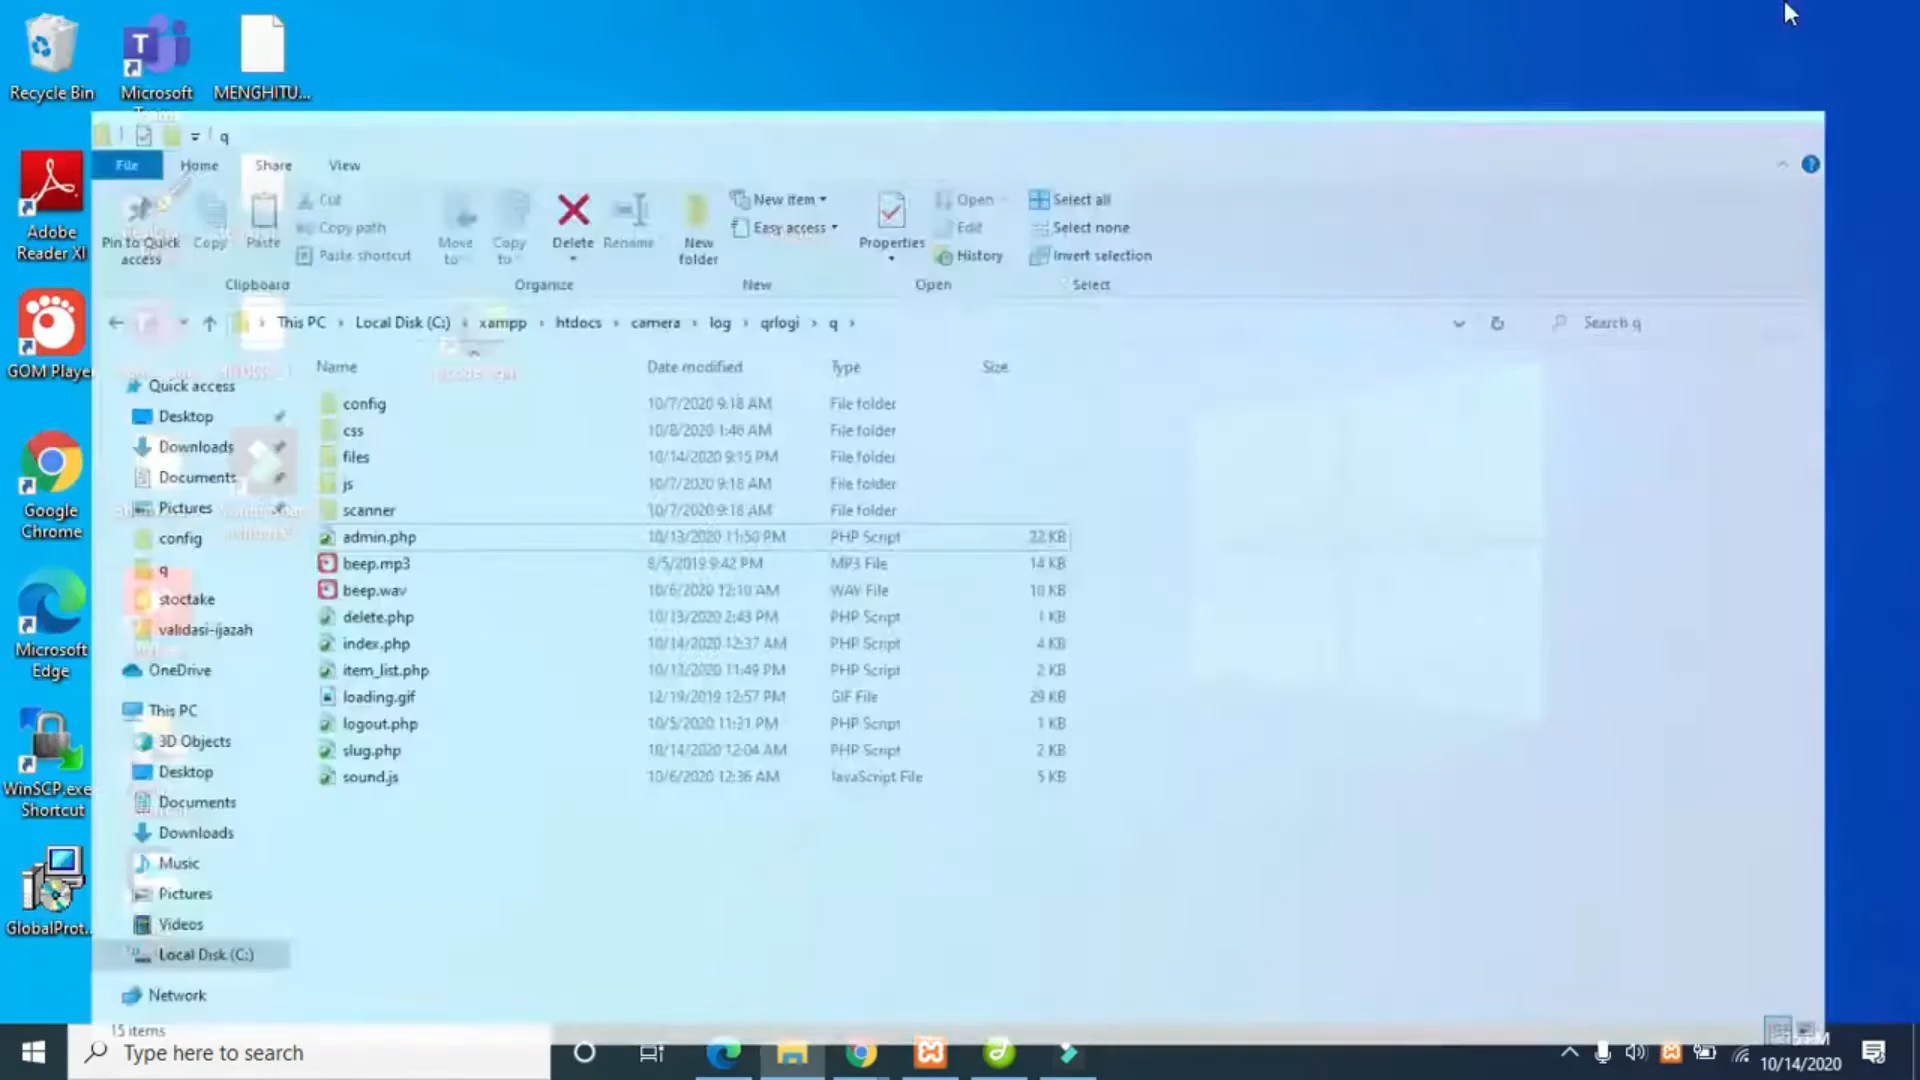 Recycle Bin
Microsoft
MENGHITU...
Adobe
Reader XI
GOM Player
Google
Chrome
Microsoft
Edge
WinSCP.exe
Shortcut
GlobalProt...
q
File
Home
Share
View
Pin to Quick
access
Copy
Paste
Cut
Copy path
Paste shortcut
Clipboard
Move
to
Copy
to
Delete
Rename
Organize
New
folder
New item
Easy access
New
Properties
Open
Edit
History
Open
Select all
Select none
Invert selection
Select
This PC › Local Disk (C:) › xampp › htdocs › camera › log › qrlogi › q ›
Search q
Quick access
Desktop
Downloads
Documents
Pictures
config
q
stoctake
validasi-ijazah
OneDrive
This PC
3D Objects
Desktop
Documents
Downloads
Music
Pictures
Videos
Local Disk (C:)
Network
Name Date modified Type Size
config 10/7/2020 9:18 AM File folder
css 10/8/2020 1:46 AM File folder
files 10/14/2020 9:15 PM File folder
js 10/7/2020 9:18 AM File folder
scanner 10/7/2020 9:18 AM File folder
admin.php 10/13/2020 11:50 PM PHP Script 22 KB
beep.mp3 8/5/2019 9:42 PM MP3 File 14 KB
beep.wav 10/6/2020 12:10 AM WAV File 10 KB
delete.php 10/13/2020 2:43 PM PHP Script 1 KB
index.php 10/14/2020 12:37 AM PHP Script 4 KB
item_list.php 10/13/2020 11:49 PM PHP Script 2 KB
loading.gif 12/19/2019 12:57 PM GIF File 29 KB
logout.php 10/5/2020 11:21 PM PHP Script 1 KB
slug.php 10/14/2020 12:04 AM PHP Script 2 KB
sound.js 10/6/2020 12:36 AM JavaScript File 5 KB
15 items
Type here to search
10/14/2020